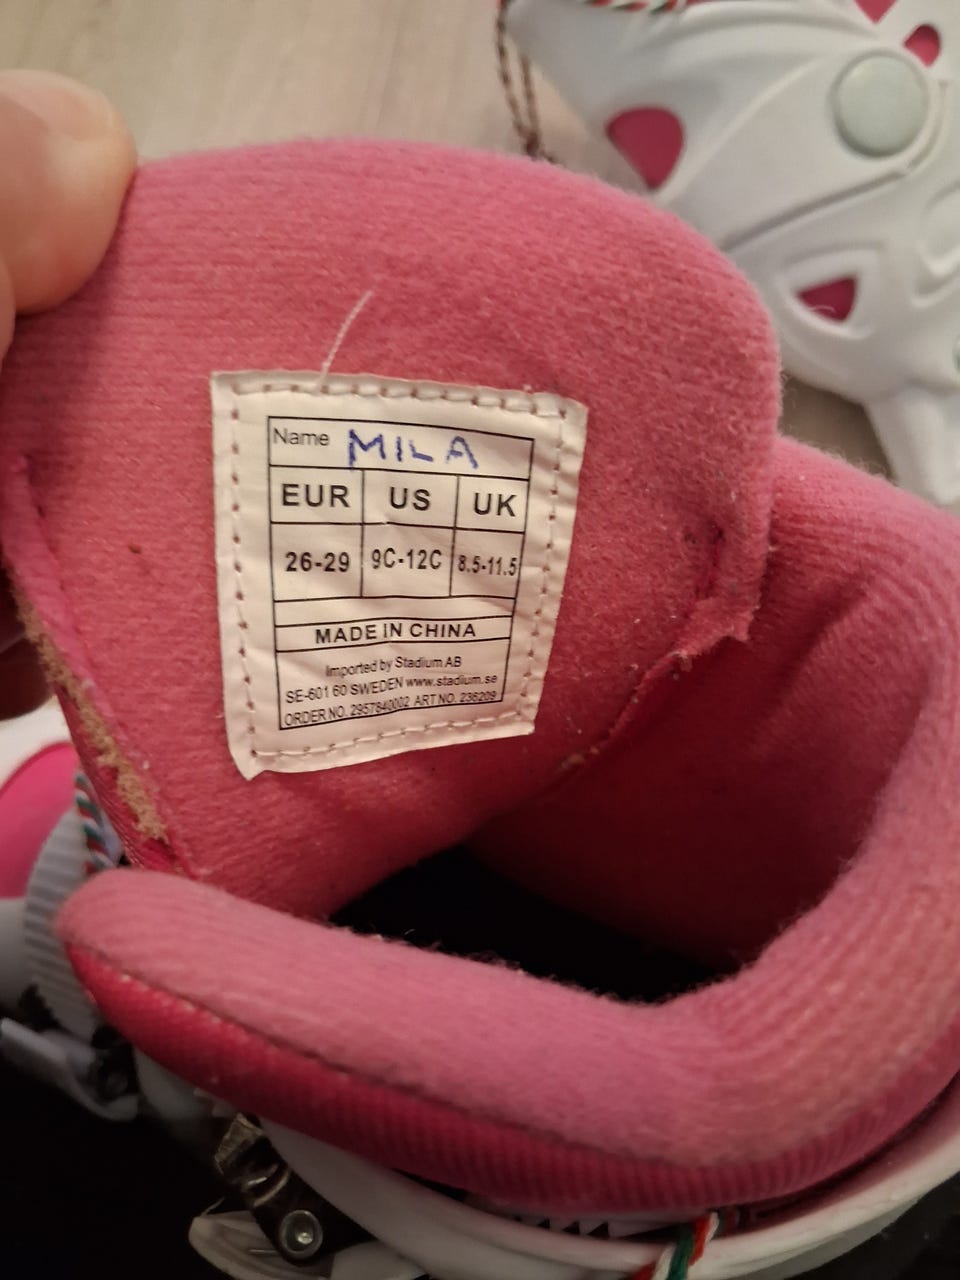 Name MILA
EUR US UK
26-29 9C-12C 8.5-11.5
MADE IN CHINA
Imported by Stadium AB
SE-601 60 SWEDEN www.stadium.se
ORDER NO. 2957840002 ART NO. 236209